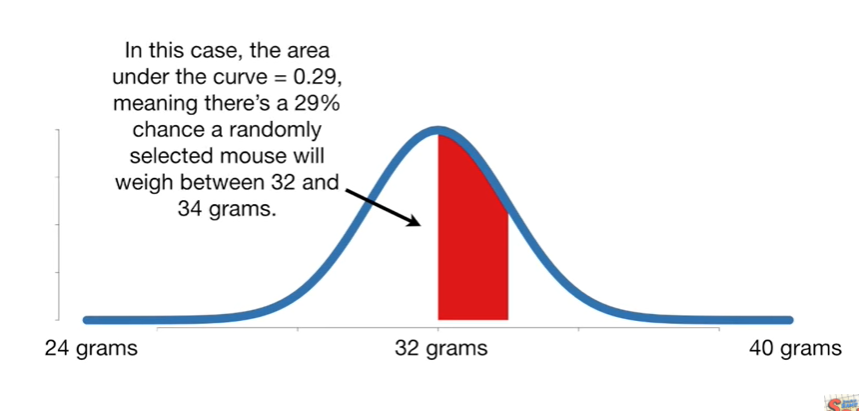 In this case, the area
under the curve = 0.29,
meaning there's a 29%
chance a randomly
selected mouse will
weigh between 32 and
34 grams.
24 grams
32 grams
40 grams